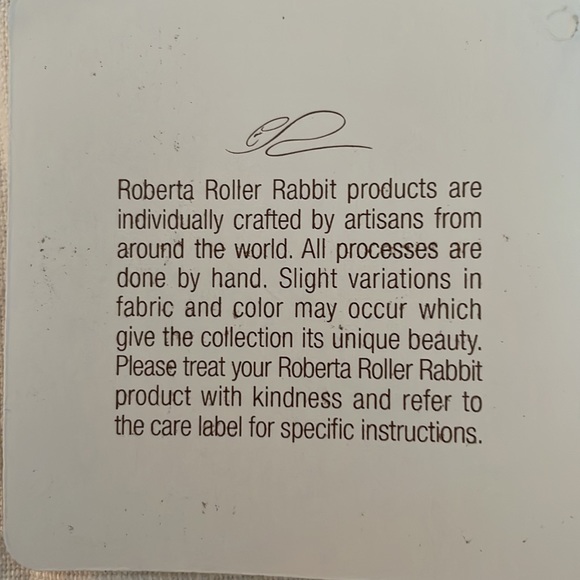 Roberta Roller Rabbit products are
individually crafted by artisans from
around the world. All processes are
done by hand. Slight variations in
fabric and color may occur which
give the collection its unique beauty.
Please treat your Roberta Roller Rabbit
product with kindness and refer to
the care label for specific instructions.